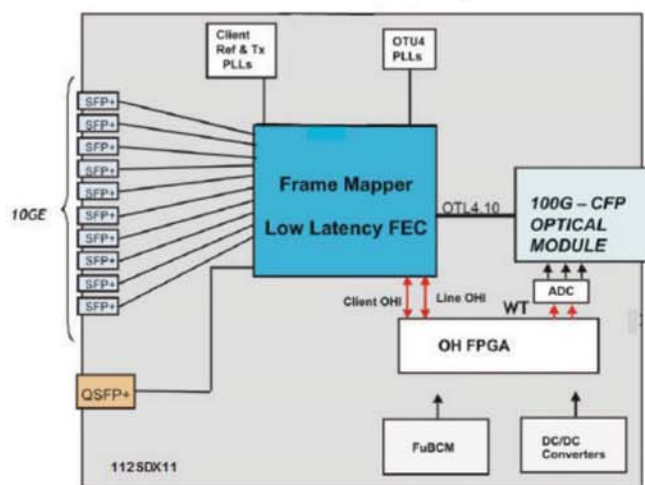 Client
Ref & Tx
PLLs
OTU4
PLLs
SFP+
SFP+
SFP+
SFP+
SFP+
SFP+
SFP+
SFP+
SFP+
SFP+
10GE
Frame Mapper
Low Latency FEC
OTL4.10
100G – CFP
OPTICAL
MODULE
Client OHI
Line OHI
WT
ADC
OH FPGA
QSFP+
FuBCM
DC/DC
Converters
112SDX11